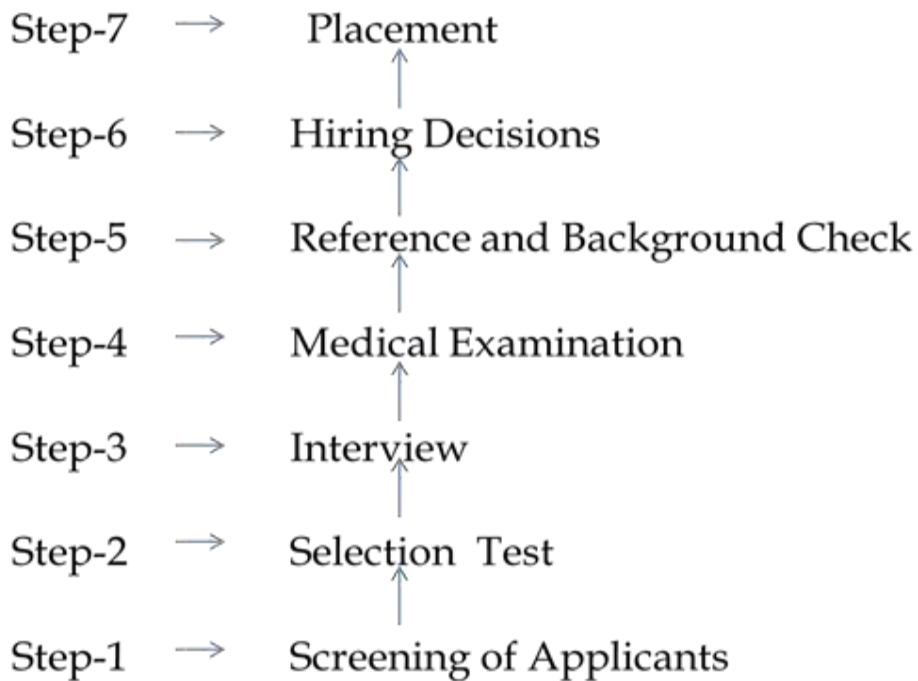 Step-7 → Placement
Step-6 → Hiring Decisions
Step-5 → Reference and Background Check
Step-4 → Medical Examination
Step-3 → Interview
Step-2 → Selection Test
Step-1 → Screening of Applicants